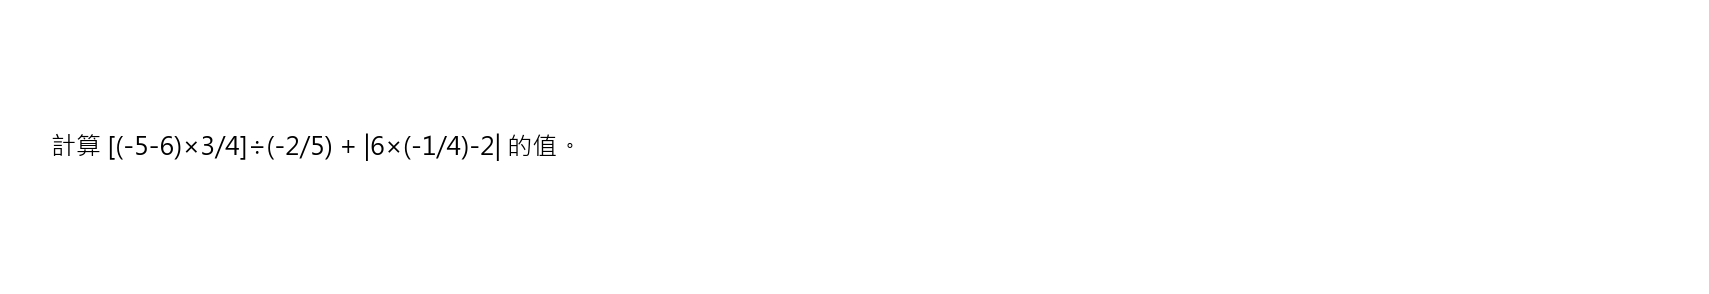 計算 [(-5-6)×3/4]÷(-2/5) + |6×(-1/4)-2| 的值。